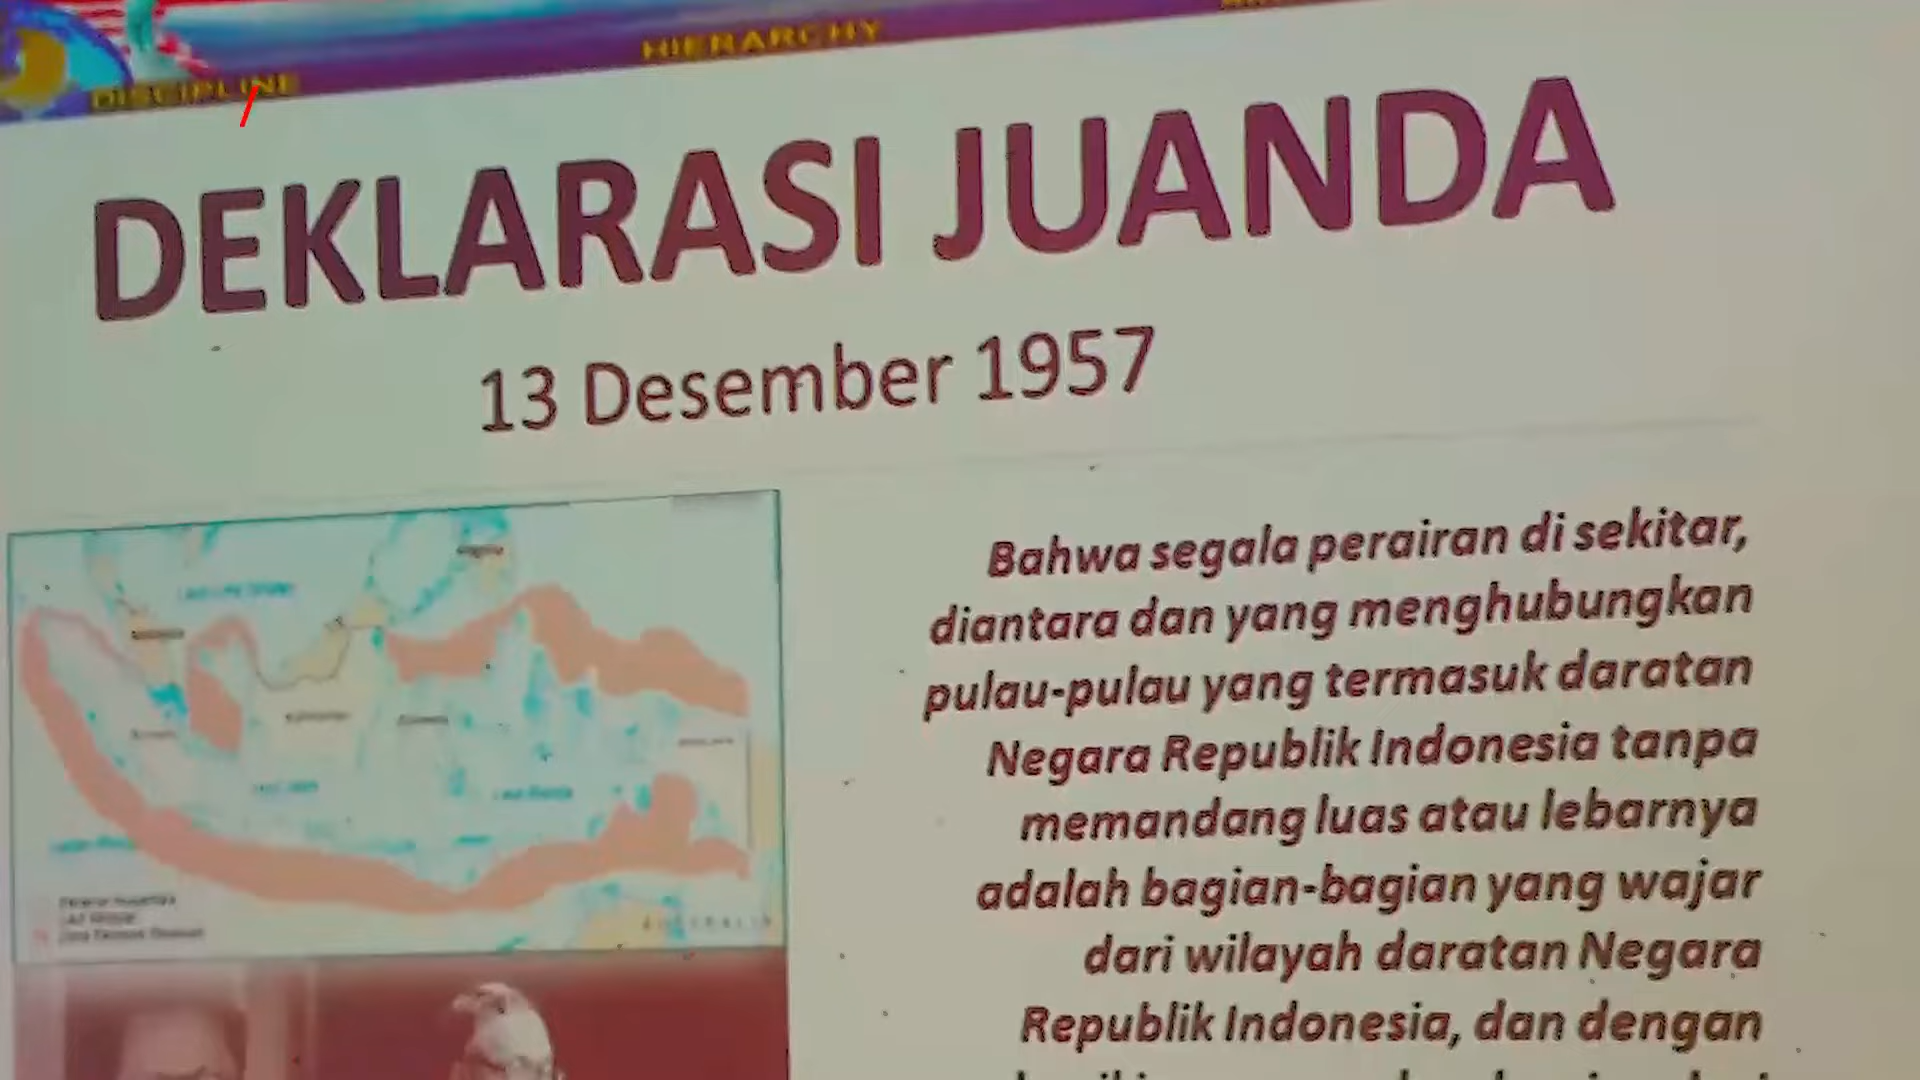 DISCIPLINE
HIERARCHY
DEKLARASI JUANDA
13 Desember 1957
Bahwa segala perairan di sekitar,
diantara dan yang menghubungkan
pulau-pulau yang termasuk daratan
Negara Republik Indonesia tanpa
memandang luas atau lebarnya
adalah bagian-bagian yang wajar
dari wilayah daratan Negara
Republik Indonesia, dan dengan